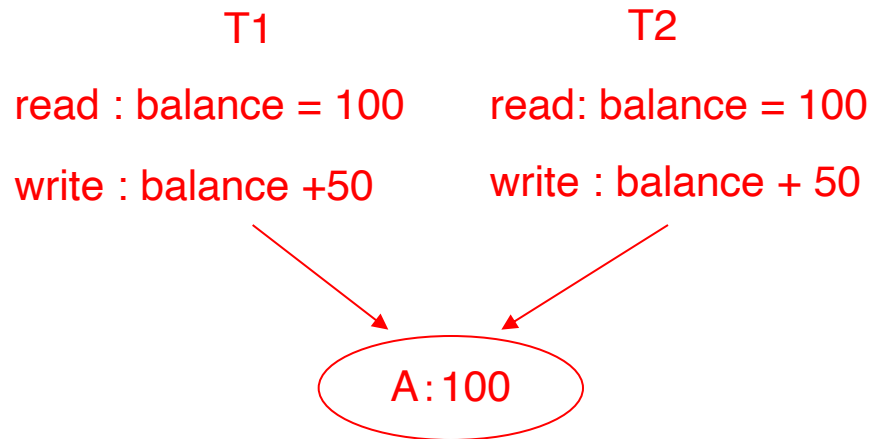 T1
T2
read : balance = 100
read: balance = 100
write : balance +50
write : balance + 50
A : 100